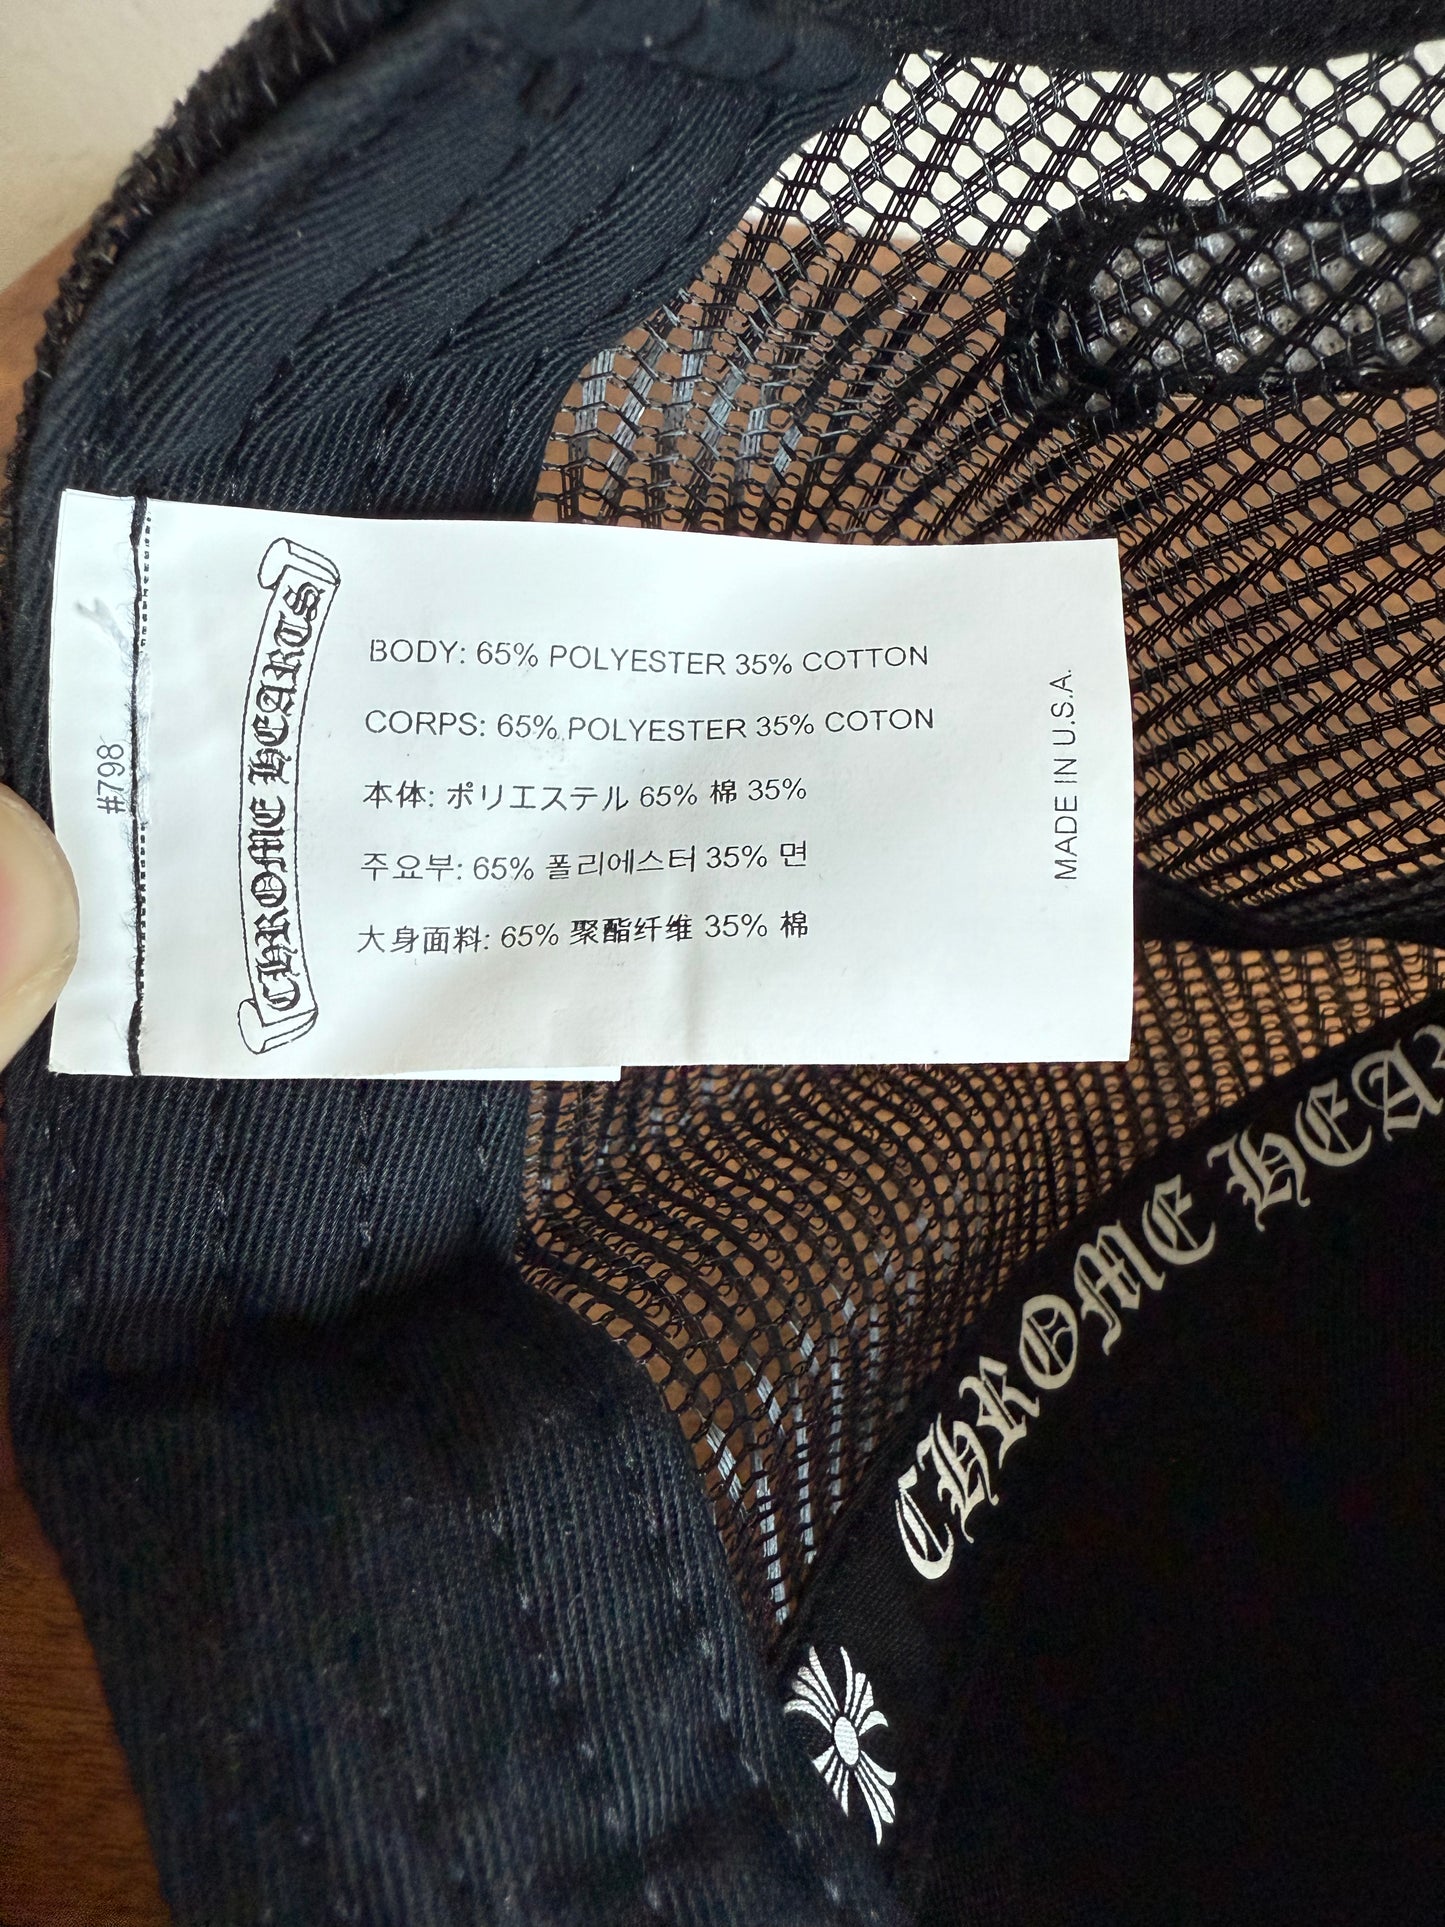 #798
CHROME HEARTS
BODY: 65% POLYESTER 35% COTTON
CORPS: 65% POLYESTER 35% COTON
本体: ポリエステル 65% 棉 35%
주요부: 65% 폴리에스터 35% 면
大身面料: 65% 聚酯纤维 35% 棉
MADE IN U.S.A.
CHROME HEA